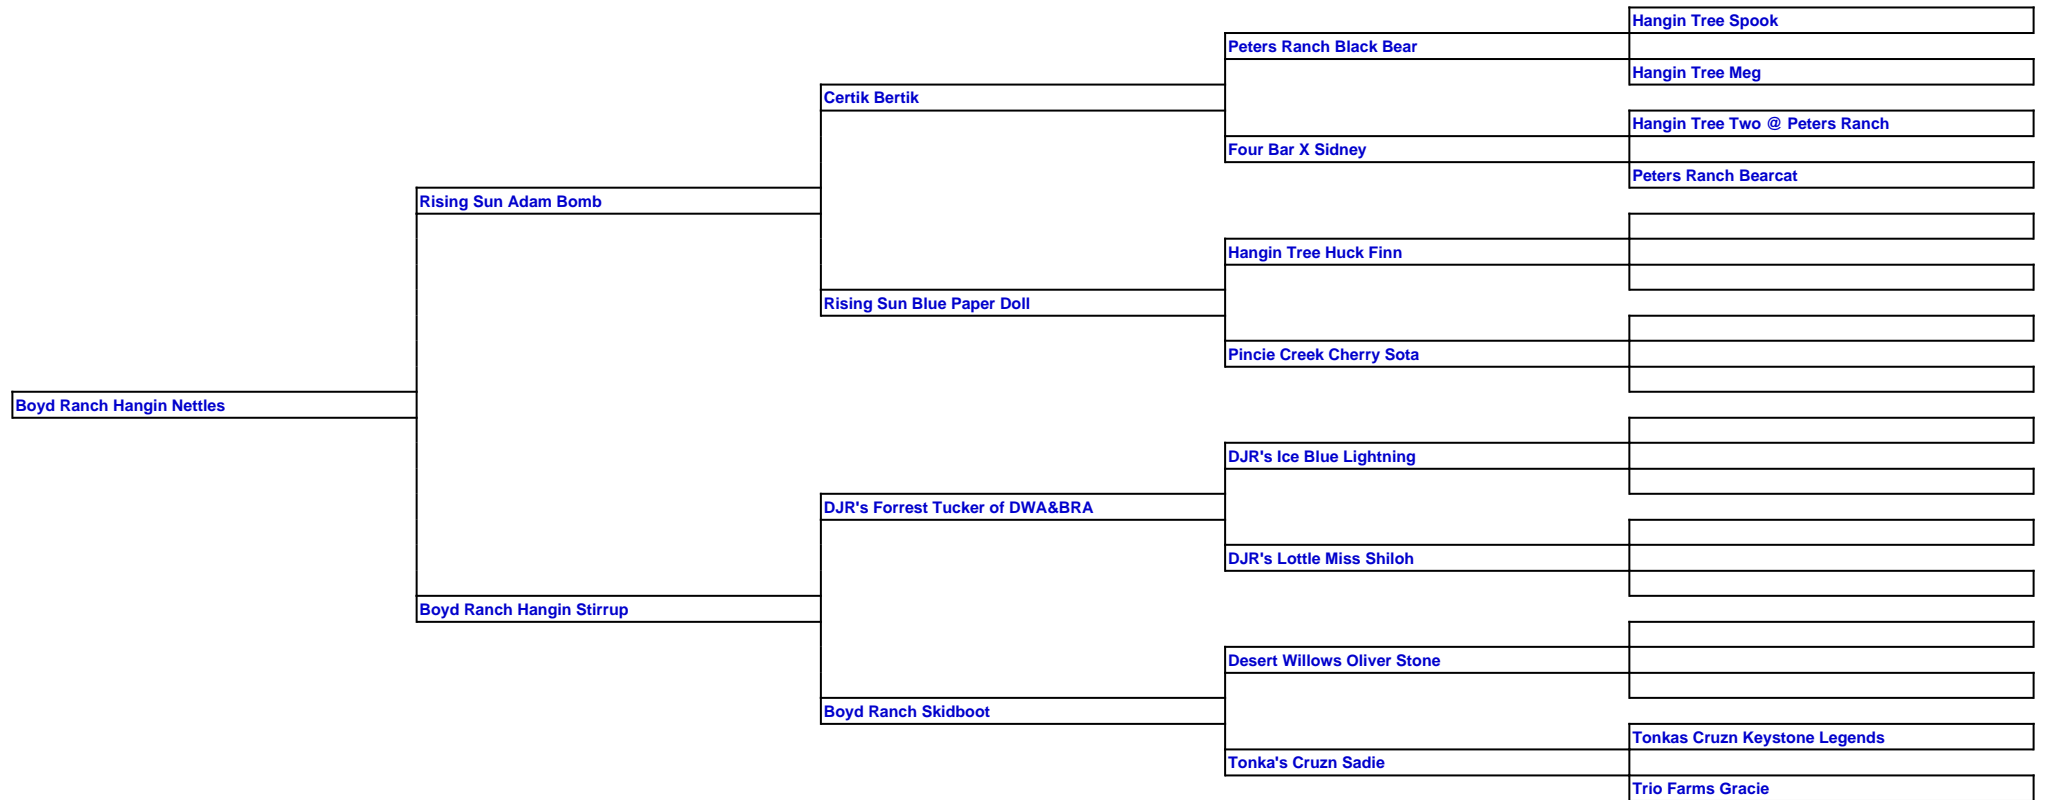 Hangin Tree Spook
Peters Ranch Black Bear
Hangin Tree Meg
Certik Bertik
Hangin Tree Two @ Peters Ranch
Four Bar X Sidney
Peters Ranch Bearcat
Rising Sun Adam Bomb
Hangin Tree Huck Finn
Rising Sun Blue Paper Doll
Pincie Creek Cherry Sota
Boyd Ranch Hangin Nettles
DJR's Ice Blue Lightning
DJR's Forrest Tucker of DWA&BRA
DJR's Lottle Miss Shiloh
Boyd Ranch Hangin Stirrup
Desert Willows Oliver Stone
Boyd Ranch Skidboot
Tonkas Cruzn Keystone Legends
Tonka's Cruzn Sadie
Trio Farms Gracie